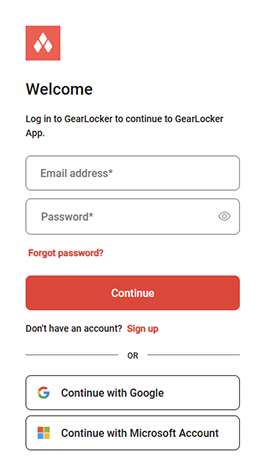 Welcome
Log in to GearLocker to continue to GearLocker
App.
Email address*
Password*
Forgot password?
Continue
Don't have an account? Sign up
OR
Continue with Google
Continue with Microsoft Account